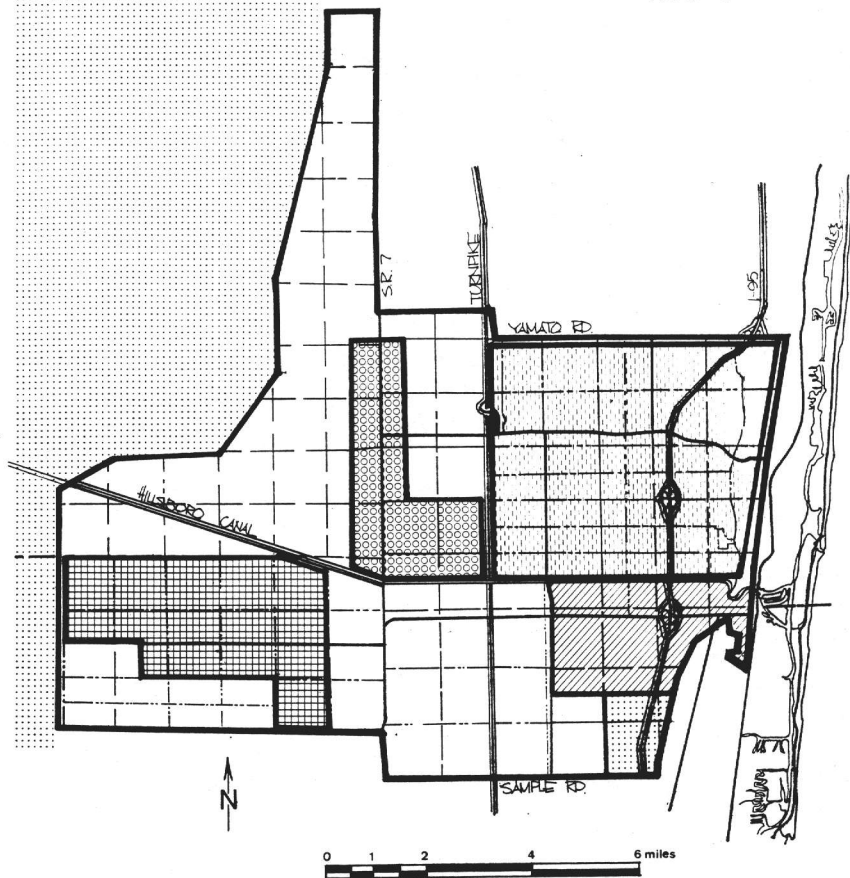 S.R. 7
TURNPIKE
I-95
YAMATO RD.
HILLSBORO CANAL
SAMPLE RD.
N
0 1 2 4 6 miles